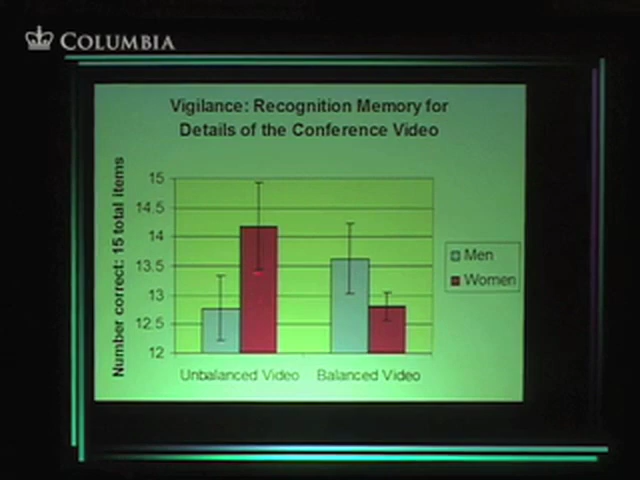 COLUMBIA
Vigilance: Recognition Memory for
Details of the Conference Video
Number correct: 15 total items
15
14.5
14
13.5
13
12.5
12
Men
Women
Unbalanced Video
Balanced Video